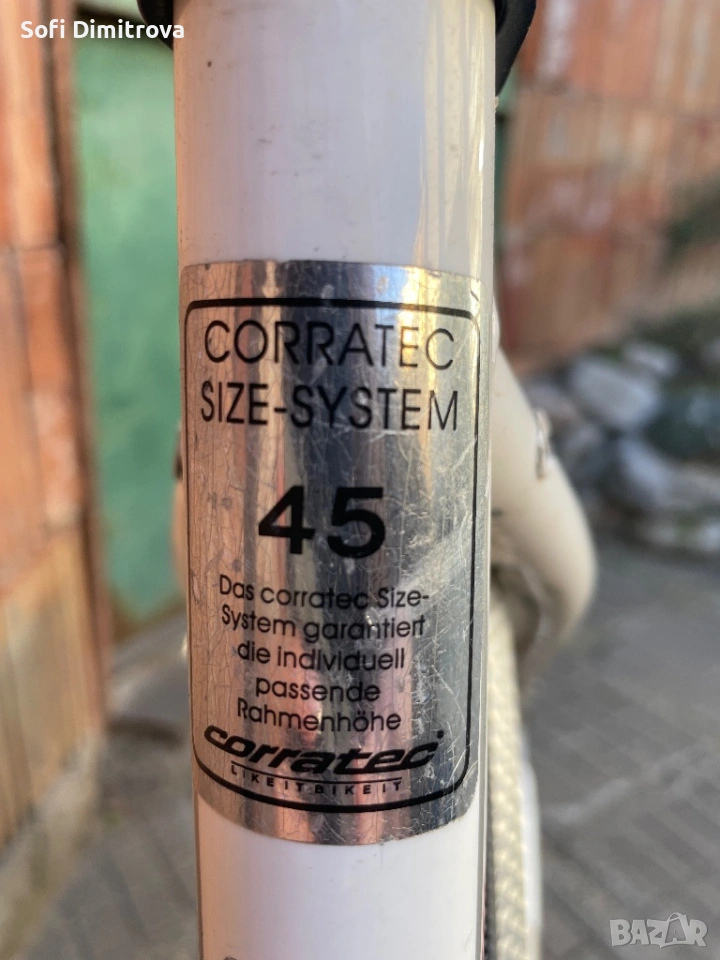 Sofi Dimitrova
CORRATEC
SIZE-SYSTEM
45
Das corratec Size-
System garantiert
die individuell
passende
Rahmenhöhe
corratec
LIKEITBIKEIT
BAZAR